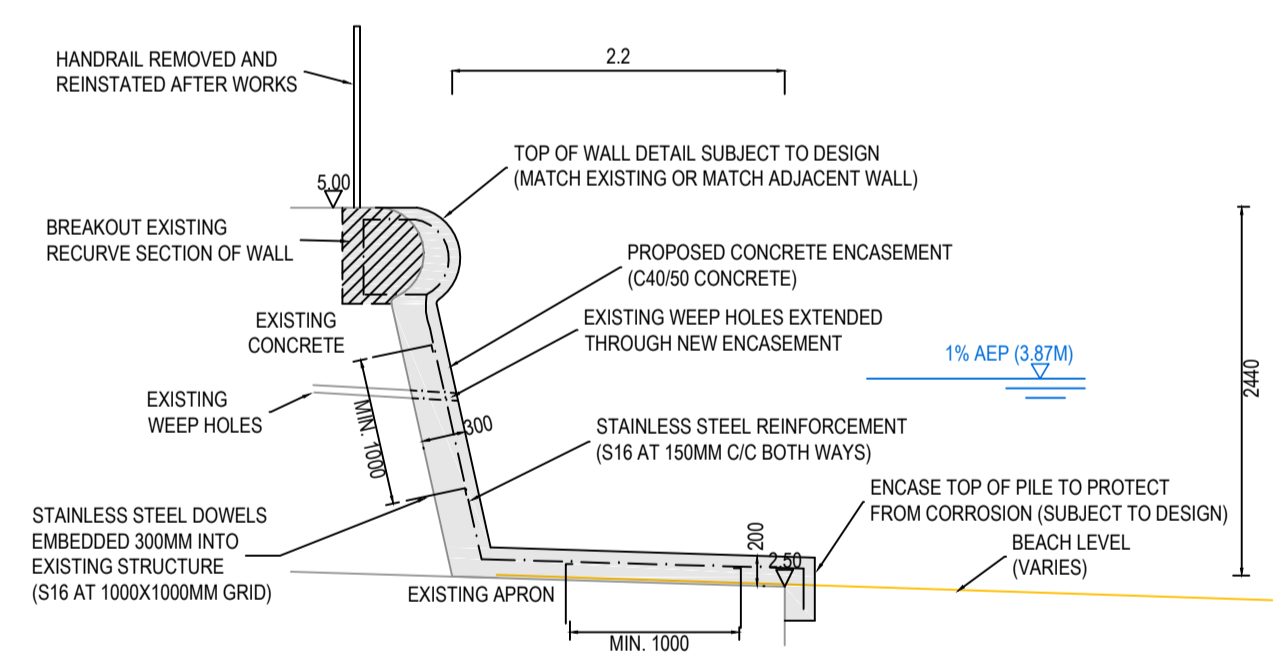 HANDRAIL REMOVED AND
REINSTATED AFTER WORKS
2.2
TOP OF WALL DETAIL SUBJECT TO DESIGN
(MATCH EXISTING OR MATCH ADJACENT WALL)
5.00
BREAKOUT EXISTING
RECURVE SECTION OF WALL
PROPOSED CONCRETE ENCASEMENT
(C40/50 CONCRETE)
EXISTING
CONCRETE
EXISTING WEEP HOLES EXTENDED
THROUGH NEW ENCASEMENT
1% AEP (3.87M)
2440
EXISTING
WEEP HOLES
MIN. 1000
300
STAINLESS STEEL REINFORCEMENT
(S16 AT 150MM C/C BOTH WAYS)
ENCASE TOP OF PILE TO PROTECT
FROM CORROSION (SUBJECT TO DESIGN)
STAINLESS STEEL DOWELS
EMBEDDED 300MM INTO
EXISTING STRUCTURE
(S16 AT 1000X1000MM GRID)
200
2.50
BEACH LEVEL
(VARIES)
EXISTING APRON
MIN. 1000